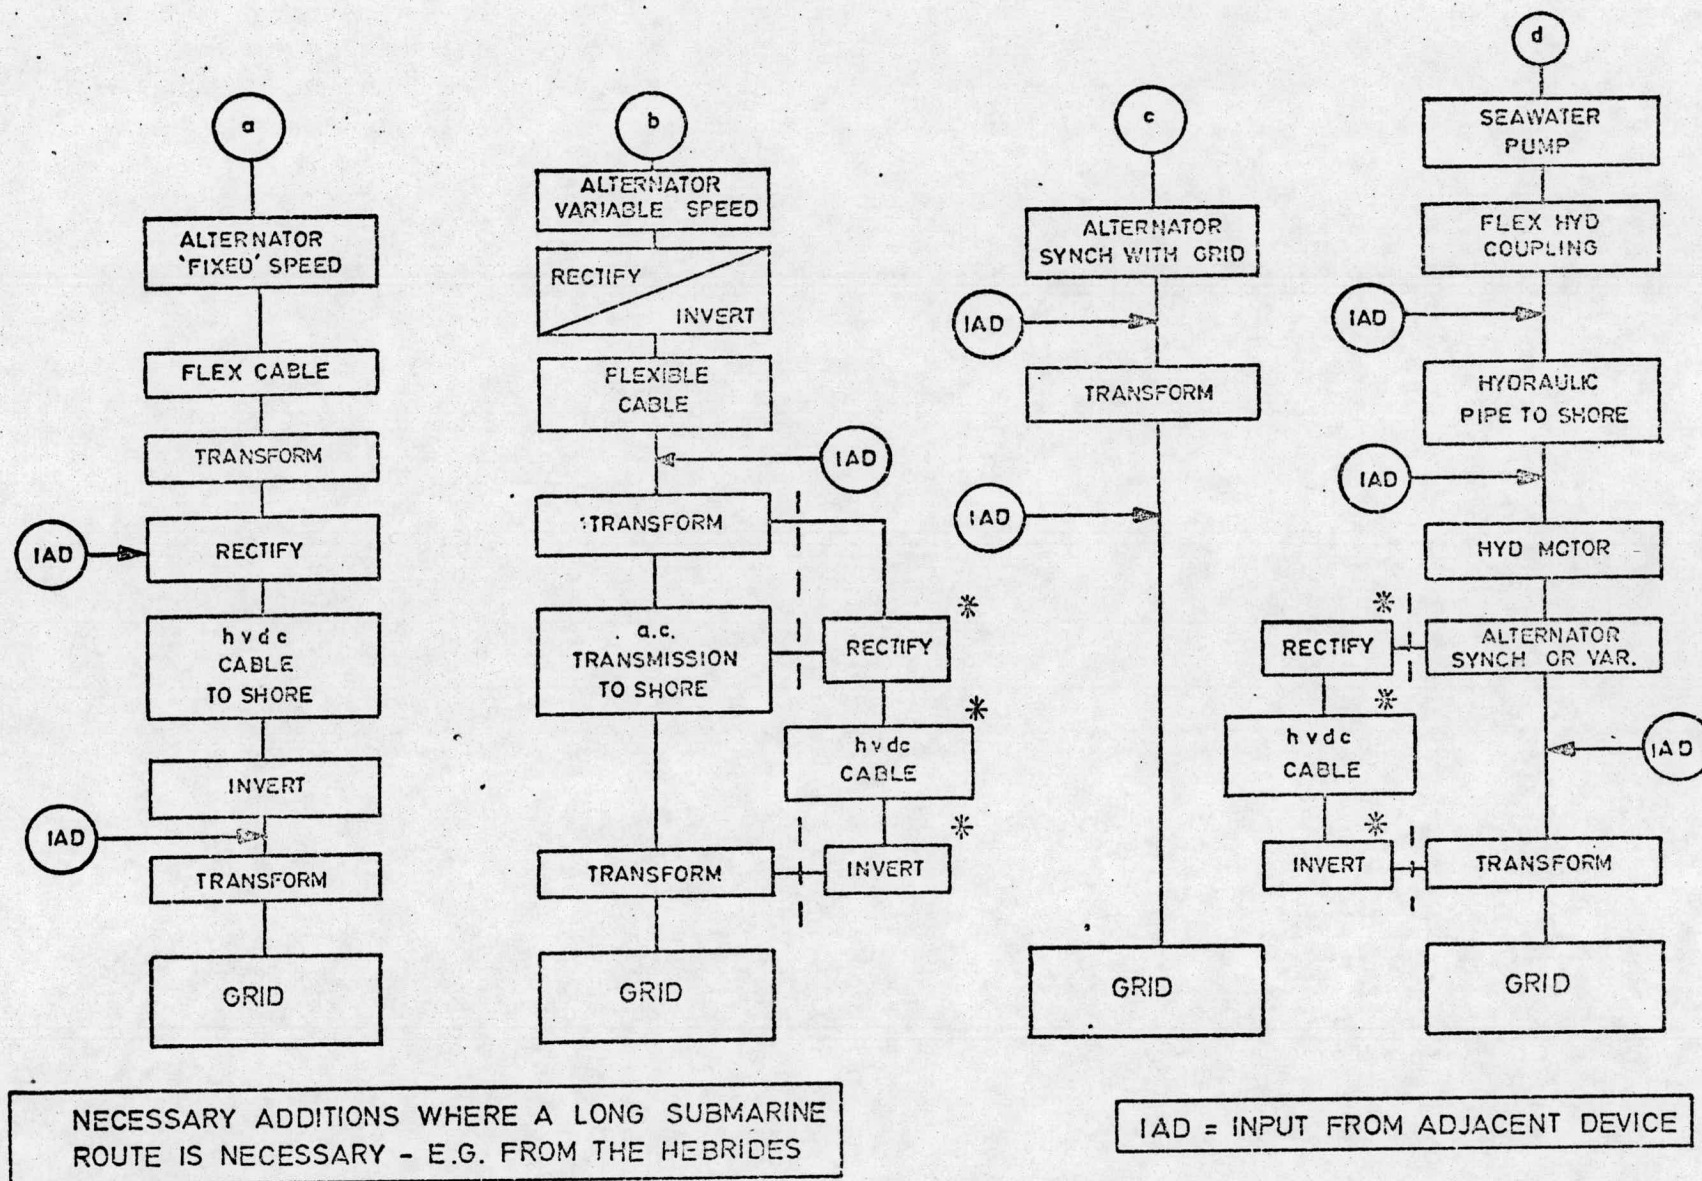 a
ALTERNATOR
'FIXED' SPEED
FLEX CABLE
TRANSFORM
IAD
RECTIFY
hvdc
CABLE
TO SHORE
INVERT
IAD
TRANSFORM
GRID
b
ALTERNATOR
VARIABLE SPEED
RECTIFY
INVERT
FLEXIBLE
CABLE
IAD
TRANSFORM
a.c.
TRANSMISSION
TO SHORE
*
RECTIFY
*
hvdc
CABLE
*
INVERT
TRANSFORM
GRID
c
ALTERNATOR
SYNCH WITH GRID
IAD
TRANSFORM
IAD
GRID
d
SEAWATER
PUMP
FLEX HYD
COUPLING
IAD
HYDRAULIC
PIPE TO SHORE
IAD
HYD MOTOR
*
RECTIFY
ALTERNATOR
SYNCH OR VAR.
*
hvdc
CABLE
IAD
*
INVERT
TRANSFORM
GRID
NECESSARY ADDITIONS WHERE A LONG SUBMARINE
ROUTE IS NECESSARY - E.G. FROM THE HEBRIDES
IAD = INPUT FROM ADJACENT DEVICE